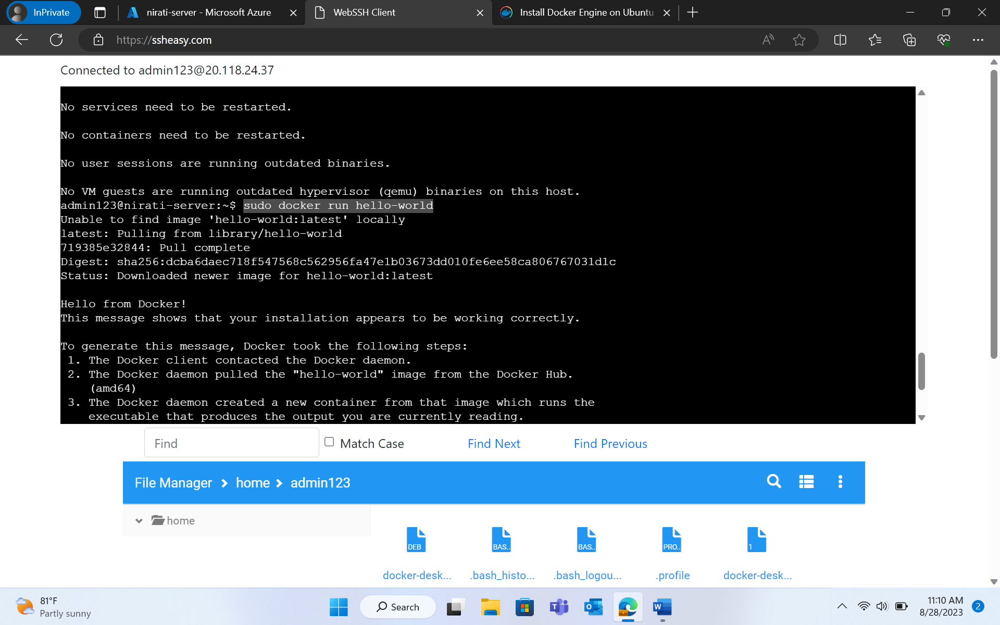 InPrivate
nirati-server - Microsoft Azure
WebSSH Client
Install Docker Engine on Ubuntu
https://ssheasy.com
Connected to admin123@20.118.24.37
No services need to be restarted.
No containers need to be restarted.
No user sessions are running outdated binaries.
No VM guests are running outdated hypervisor (qemu) binaries on this host.
admin123@nirati-server:~$ sudo docker run hello-world
Unable to find image 'hello-world:latest' locally
latest: Pulling from library/hello-world
719385e32844: Pull complete
Digest: sha256:dcba6daec718f547568c562956fa47e1b03673dd010fe6ee58ca806767031d1c
Status: Downloaded newer image for hello-world:latest
Hello from Docker!
This message shows that your installation appears to be working correctly.
To generate this message, Docker took the following steps:
1. The Docker client contacted the Docker daemon.
2. The Docker daemon pulled the "hello-world" image from the Docker Hub.
(amd64)
3. The Docker daemon created a new container from that image which runs the
executable that produces the output you are currently reading.
Find
Match Case
Find Next
Find Previous
File Manager > home > admin123
home
DEB
BAS..
BAS..
PRO..
1
docker-desk...
.bash_histo...
.bash_logou...
.profile
docker-desk...
81°F
Partly sunny
Search
11:10 AM
8/28/2023
2